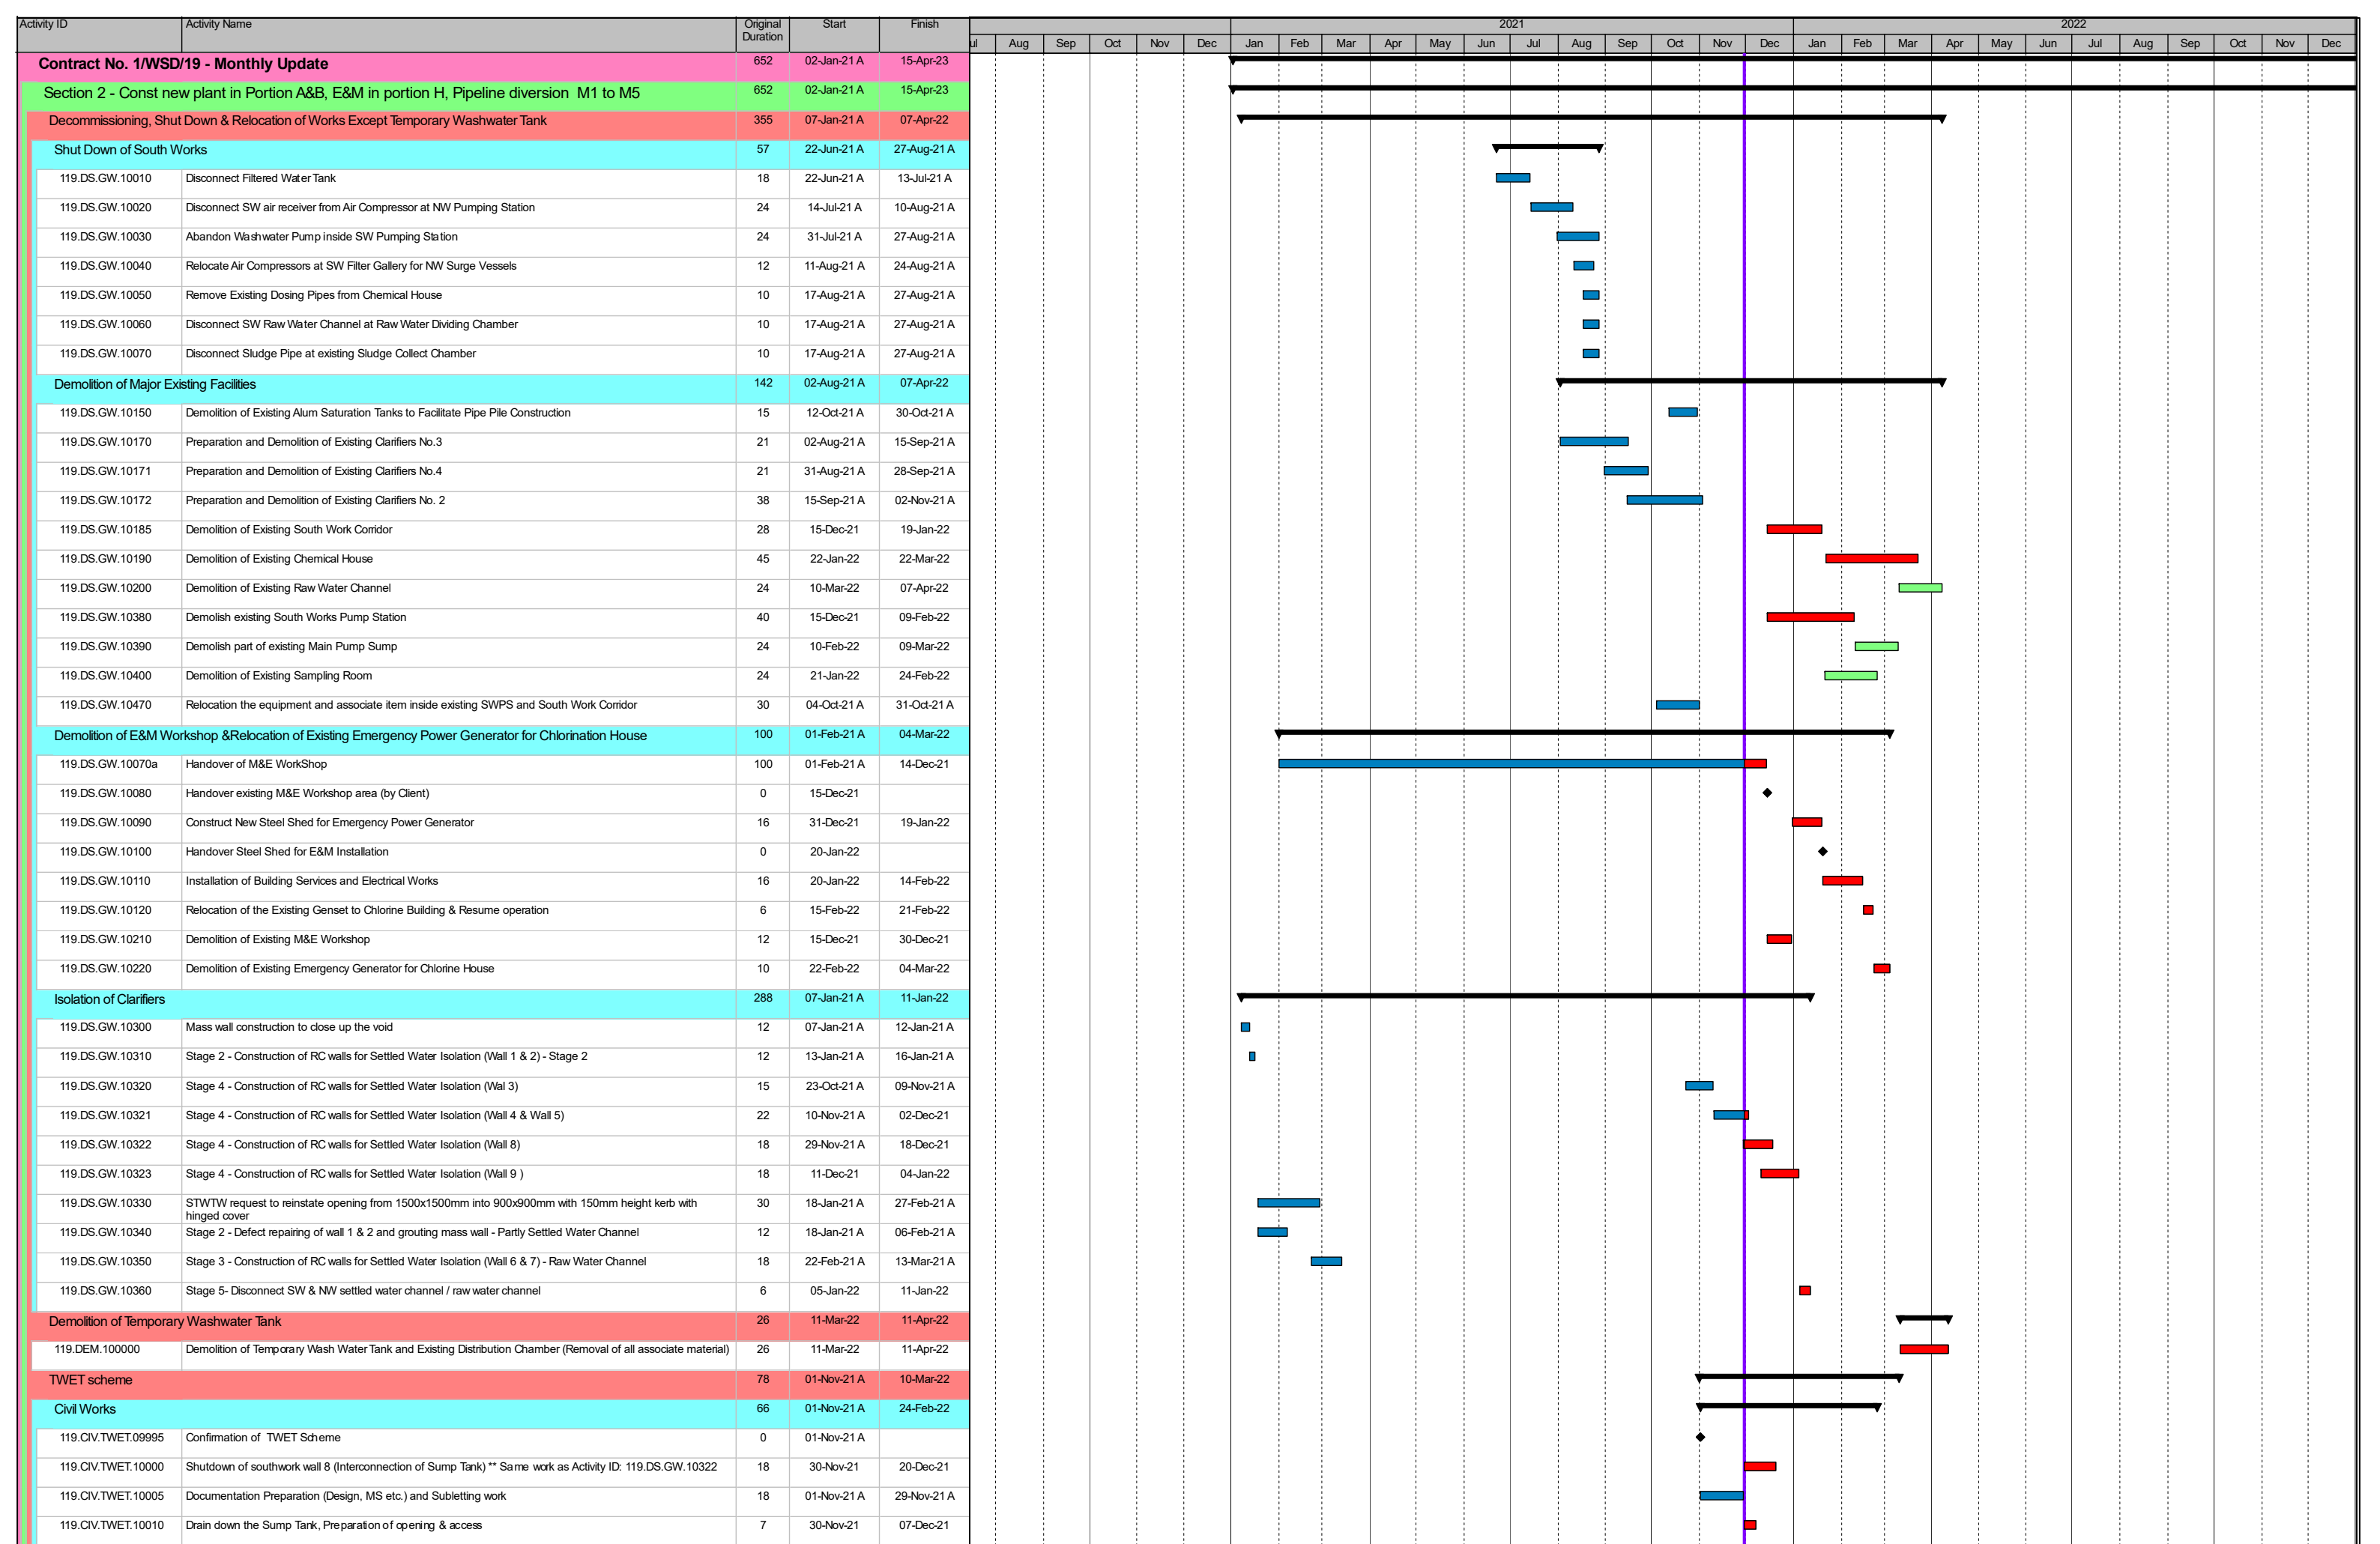 Activity ID Activity Name Original Duration Start Finish 2021 2022
ul Aug Sep Oct Nov Dec Jan Feb Mar Apr May Jun Jul Aug Sep Oct Nov Dec Jan Feb Mar Apr May Jun Jul Aug Sep Oct Nov Dec
Contract No. 1/WSD/19 - Monthly Update 652 02-Jan-21 A 15-Apr-23
Section 2 - Const new plant in Portion A&B, E&M in portion H, Pipeline diversion M1 to M5 652 02-Jan-21 A 15-Apr-23
Decommissioning, Shut Down & Relocation of Works Except Temporary Washwater Tank 355 07-Jan-21 A 07-Apr-22
Shut Down of South Works 57 22-Jun-21 A 27-Aug-21 A
119.DS.GW.10010 Disconnect Filtered Water Tank 18 22-Jun-21 A 13-Jul-21 A
119.DS.GW.10020 Disconnect SW air receiver from Air Compressor at NW Pumping Station 24 14-Jul-21 A 10-Aug-21 A
119.DS.GW.10030 Abandon Washwater Pump inside SW Pumping Station 24 31-Jul-21 A 27-Aug-21 A
119.DS.GW.10040 Relocate Air Compressors at SW Filter Gallery for NW Surge Vessels 12 11-Aug-21 A 24-Aug-21 A
119.DS.GW.10050 Remove Existing Dosing Pipes from Chemical House 10 17-Aug-21 A 27-Aug-21 A
119.DS.GW.10060 Disconnect SW Raw Water Channel at Raw Water Dividing Chamber 10 17-Aug-21 A 27-Aug-21 A
119.DS.GW.10070 Disconnect Sludge Pipe at existing Sludge Collect Chamber 10 17-Aug-21 A 27-Aug-21 A
Demolition of Major Existing Facilities 142 02-Aug-21 A 07-Apr-22
119.DS.GW.10150 Demolition of Existing Alum Saturation Tanks to Facilitate Pipe Pile Construction 15 12-Oct-21 A 30-Oct-21 A
119.DS.GW.10170 Preparation and Demolition of Existing Clarifiers No.3 21 02-Aug-21 A 15-Sep-21 A
119.DS.GW.10171 Preparation and Demolition of Existing Clarifiers No.4 21 31-Aug-21 A 28-Sep-21 A
119.DS.GW.10172 Preparation and Demolition of Existing Clarifiers No. 2 38 15-Sep-21 A 02-Nov-21 A
119.DS.GW.10185 Demolition of Existing South Work Corridor 28 15-Dec-21 19-Jan-22
119.DS.GW.10190 Demolition of Existing Chemical House 45 22-Jan-22 22-Mar-22
119.DS.GW.10200 Demolition of Existing Raw Water Channel 24 10-Mar-22 07-Apr-22
119.DS.GW.10380 Demolish existing South Works Pump Station 40 15-Dec-21 09-Feb-22
119.DS.GW.10390 Demolish part of existing Main Pump Sump 24 10-Feb-22 09-Mar-22
119.DS.GW.10400 Demolition of Existing Sampling Room 24 21-Jan-22 24-Feb-22
119.DS.GW.10470 Relocation the equipment and associate item inside existing SWPS and South Work Corridor 30 04-Oct-21 A 31-Oct-21 A
Demolition of E&M Workshop &Relocation of Existing Emergency Power Generator for Chlorination House 100 01-Feb-21 A 04-Mar-22
119.DS.GW.10070a Handover of M&E WorkShop 100 01-Feb-21 A 14-Dec-21
119.DS.GW.10080 Handover existing M&E Workshop area (by Client) 0 15-Dec-21
119.DS.GW.10090 Construct New Steel Shed for Emergency Power Generator 16 31-Dec-21 19-Jan-22
119.DS.GW.10100 Handover Steel Shed for E&M Installation 0 20-Jan-22
119.DS.GW.10110 Installation of Building Services and Electrical Works 16 20-Jan-22 14-Feb-22
119.DS.GW.10120 Relocation of the Existing Genset to Chlorine Building & Resume operation 6 15-Feb-22 21-Feb-22
119.DS.GW.10210 Demolition of Existing M&E Workshop 12 15-Dec-21 30-Dec-21
119.DS.GW.10220 Demolition of Existing Emergency Generator for Chlorine House 10 22-Feb-22 04-Mar-22
Isolation of Clarifiers 288 07-Jan-21 A 11-Jan-22
119.DS.GW.10300 Mass wall construction to close up the void 12 07-Jan-21 A 12-Jan-21 A
119.DS.GW.10310 Stage 2 - Construction of RC walls for Settled Water Isolation (Wall 1 & 2) - Stage 2 12 13-Jan-21 A 16-Jan-21 A
119.DS.GW.10320 Stage 4 - Construction of RC walls for Settled Water Isolation (Wal 3) 15 23-Oct-21 A 09-Nov-21 A
119.DS.GW.10321 Stage 4 - Construction of RC walls for Settled Water Isolation (Wall 4 & Wall 5) 22 10-Nov-21 A 02-Dec-21
119.DS.GW.10322 Stage 4 - Construction of RC walls for Settled Water Isolation (Wall 8) 18 29-Nov-21 A 18-Dec-21
119.DS.GW.10323 Stage 4 - Construction of RC walls for Settled Water Isolation (Wall 9 ) 18 11-Dec-21 04-Jan-22
119.DS.GW.10330 STWTW request to reinstate opening from 1500x1500mm into 900x900mm with 150mm height kerb with 30 18-Jan-21 A 27-Feb-21 A
hinged cover
119.DS.GW.10340 Stage 2 - Defect repairing of wall 1 & 2 and grouting mass wall - Partly Settled Water Channel 12 18-Jan-21 A 06-Feb-21 A
119.DS.GW.10350 Stage 3 - Construction of RC walls for Settled Water Isolation (Wall 6 & 7) - Raw Water Channel 18 22-Feb-21 A 13-Mar-21 A
119.DS.GW.10360 Stage 5- Disconnect SW & NW settled water channel / raw water channel 6 05-Jan-22 11-Jan-22
Demolition of Temporary Washwater Tank 26 11-Mar-22 11-Apr-22
119.DEM.100000 Demolition of Temporary Wash Water Tank and Existing Distribution Chamber (Removal of all associate material) 26 11-Mar-22 11-Apr-22
TWET scheme 78 01-Nov-21 A 10-Mar-22
Civil Works 66 01-Nov-21 A 24-Feb-22
119.CIV.TWET.09995 Confirmation of TWET Scheme 0 01-Nov-21 A
119.CIV.TWET.10000 Shutdown of southwork wall 8 (Interconnection of Sump Tank) ** Same work as Activity ID: 119.DS.GW.10322 18 30-Nov-21 20-Dec-21
119.CIV.TWET.10005 Documentation Preparation (Design, MS etc.) and Subletting work 18 01-Nov-21 A 29-Nov-21 A
119.CIV.TWET.10010 Drain down the Sump Tank, Preparation of opening & access 7 30-Nov-21 07-Dec-21